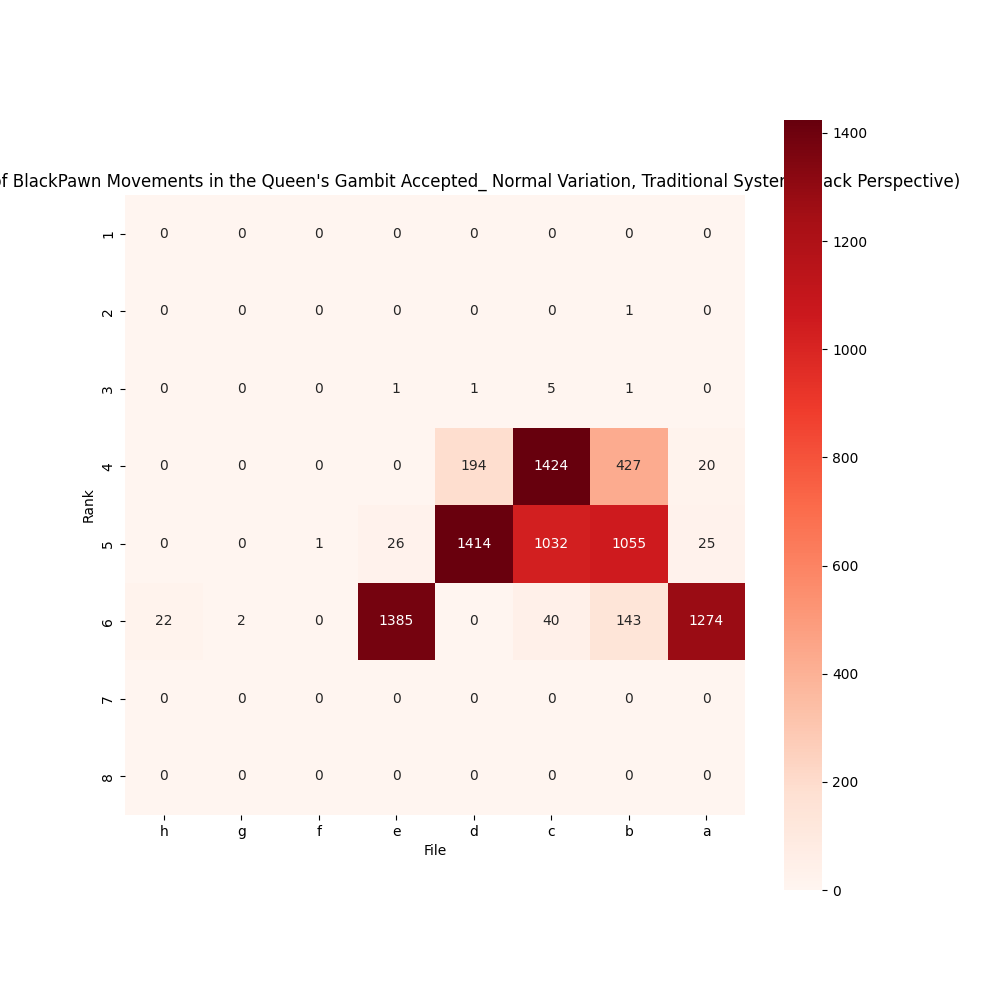 of BlackPawn Movements in the Queen's Gambit Accepted_ Normal Variation, Traditional System ack Perspective)
1 0 0 0 0 0 0 0 0
2 0 0 0 0 0 0 1 0
3 0 0 0 1 1 5 1 0
4 0 0 0 0 194 1424 427 20
5 0 0 1 26 1414 1032 1055 25
6 22 2 0 1385 0 40 143 1274
7 0 0 0 0 0 0 0 0
8 0 0 0 0 0 0 0 0
h g f e d c b a
File
Rank
1400
1200
1000
800
600
400
200
0